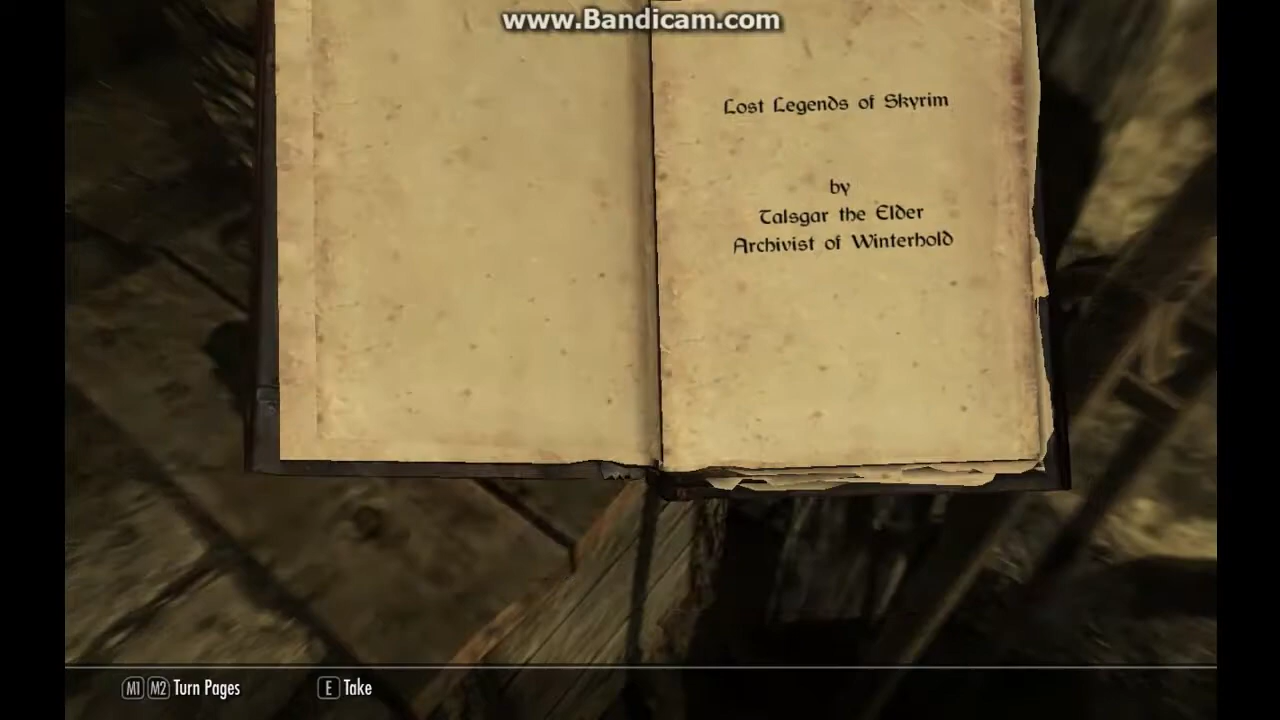 www.Bandicam.com
Lost Legends of Skyrim
by
Talsgar the Elder
Archivist of Winterhold
M1 M2 Turn Pages
E Take